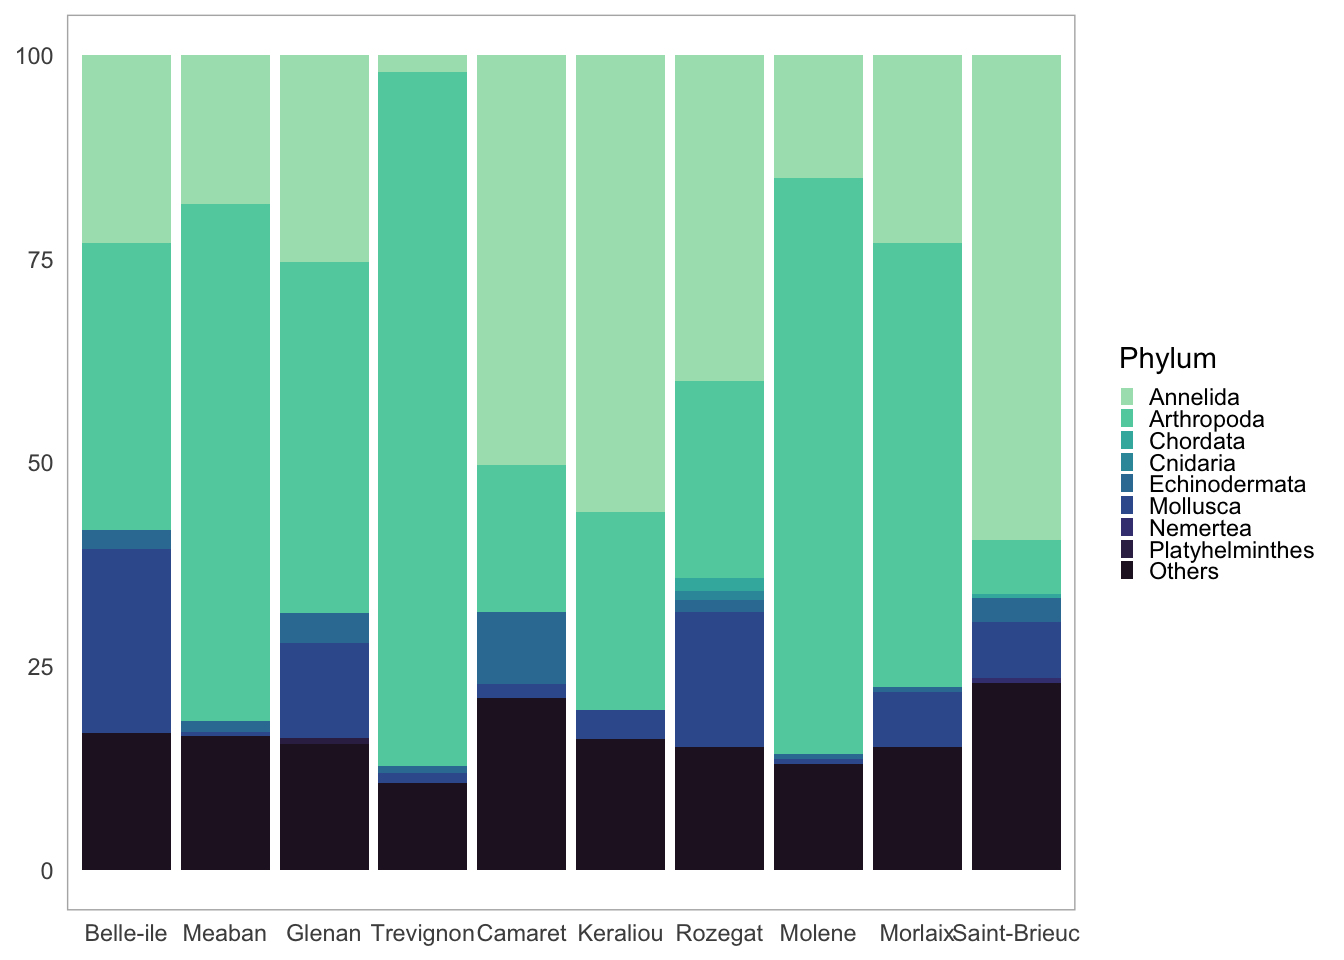 100
75
50
25
0
Belle-ile Meaban Glenan Trevignon Camaret Keraliou Rozegat Molene Morlaix Saint-Brieuc
Phylum
Annelida
Arthropoda
Chordata
Cnidaria
Echinodermata
Mollusca
Nemertea
Platyhelminthes
Others